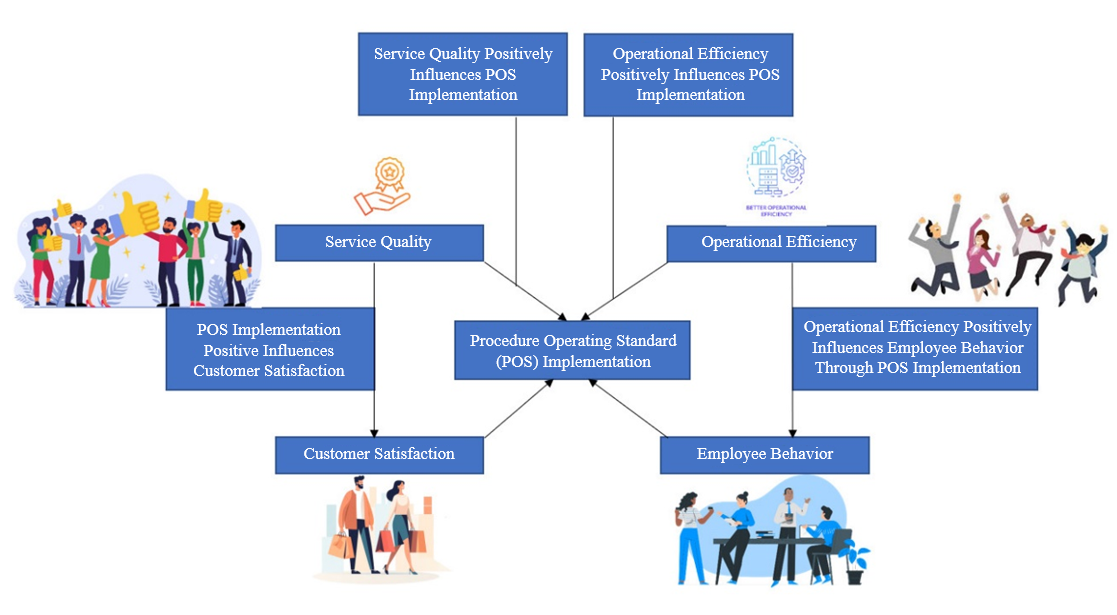 Service Quality Positively
Influences POS
Implementation
Operational Efficiency
Positively Influences POS
Implementation
BETTER OPERATIONAL
EFFICIENCY
Service Quality
Operational Efficiency
POS Implementation
Positive Influences
Customer Satisfaction
Procedure Operating Standard
(POS) Implementation
Operational Efficiency Positively
Influences Employee Behavior
Through POS Implementation
Customer Satisfaction
Employee Behavior